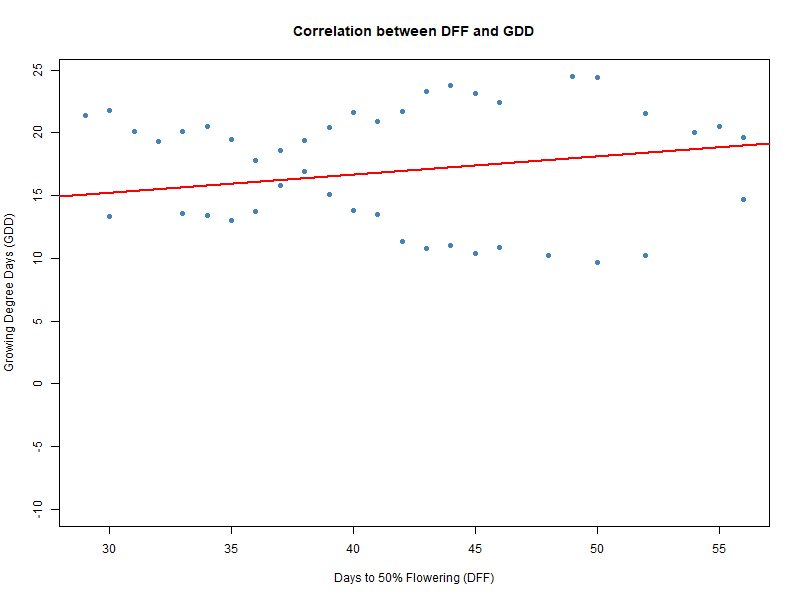 Correlation between DFF and GDD
Growing Degree Days (GDD)
25
20
15
10
5
0
-5
-10
30 35 40 45 50 55
Days to 50% Flowering (DFF)